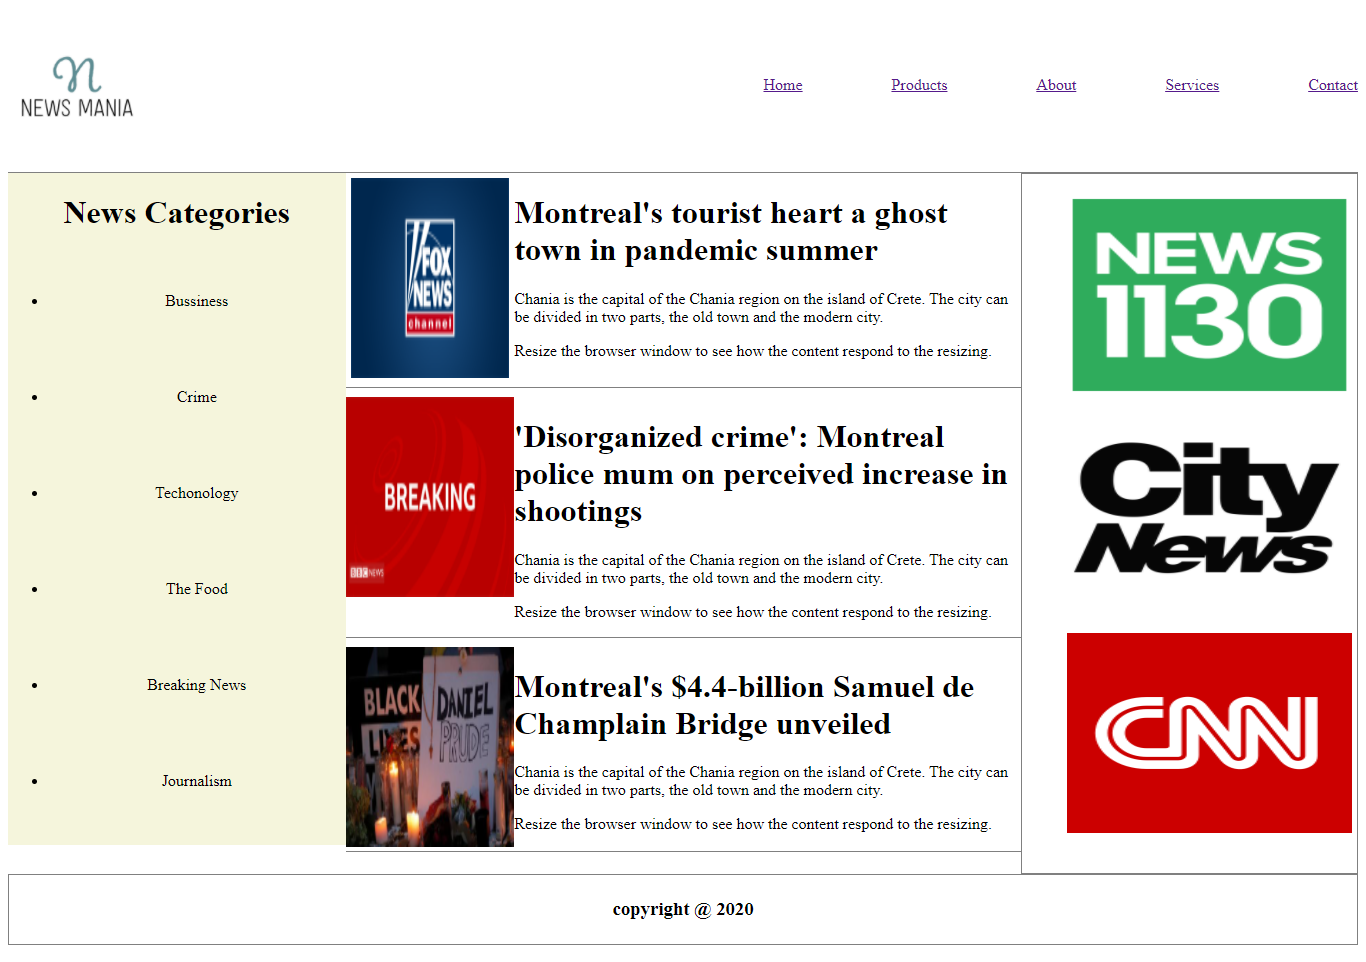 n
NEWS MANIA
Home Products About Services Contact
News Categories
Bussiness
Crime
Techonology
The Food
Breaking News
Journalism
FOX
NEWS
channel
Montreal's tourist heart a ghost
town in pandemic summer
Chania is the capital of the Chania region on the island of Crete. The city can
be divided in two parts, the old town and the modern city.
Resize the browser window to see how the content respond to the resizing.
BREAKING
BBC NEWS
'Disorganized crime': Montreal
police mum on perceived increase in
shootings
Chania is the capital of the Chania region on the island of Crete. The city can
be divided in two parts, the old town and the modern city.
Resize the browser window to see how the content respond to the resizing.
BLACK
LIVES
DANIEL
PRUDE
Montreal's $4.4-billion Samuel de
Champlain Bridge unveiled
Chania is the capital of the Chania region on the island of Crete. The city can
be divided in two parts, the old town and the modern city.
Resize the browser window to see how the content respond to the resizing.
NEWS
1130
City
News
CNN
copyright @ 2020